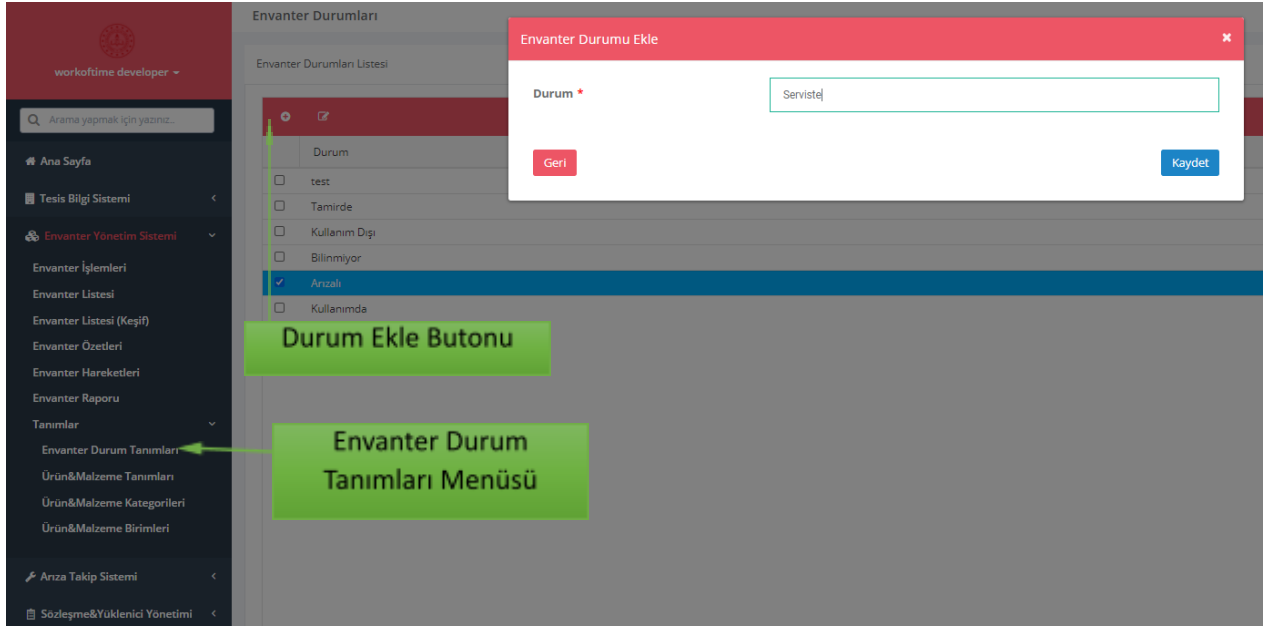 workoftime developer
Arama yapmak için yazınız..
Ana Sayfa
Tesis Bilgi Sistemi
Envanter Yönetim Sistemi
Envanter İşlemleri
Envanter Listesi
Envanter Listesi (Keşif)
Envanter Özetleri
Envanter Hareketleri
Envanter Raporu
Tanımlar
Envanter Durum Tanımları
Ürün&Malzeme Tanımları
Ürün&Malzeme Kategorileri
Ürün&Malzeme Birimleri
Arıza Takip Sistemi
Sözleşme&Yüklenici Yönetimi
Envanter Durumları
Envanter Durumları Listesi
Durum
test
Tamirde
Kullanım Dışı
Bilinmiyor
Arızalı
Kullanımda
Envanter Durumu Ekle
Durum *
Serviste
Geri
Kaydet
Durum Ekle Butonu
Envanter Durum
Tanımları Menüsü